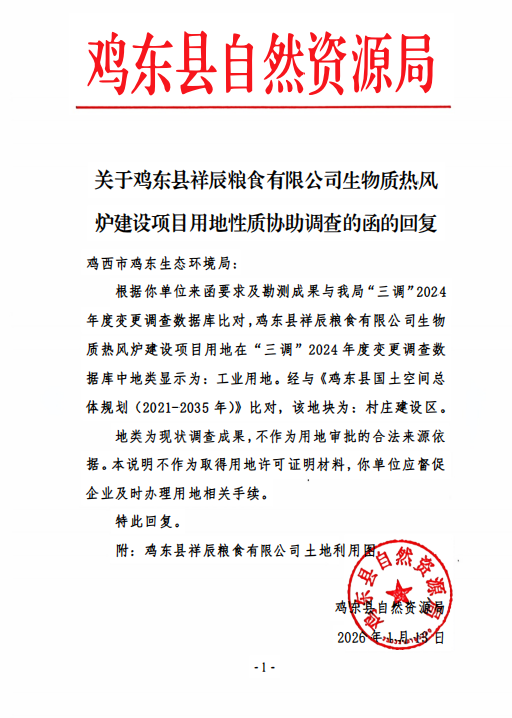 鸡东县自然资源局
关于鸡东县祥辰粮食有限公司生物质热风
炉建设项目用地性质协助调查的函的回复
鸡西市鸡东生态环境局：
根据你单位来函要求及勘测成果与我局“三调”2024
年度变更调查数据库比对，鸡东县祥辰粮食有限公司生物
质热风炉建设项目用地在“三调”2024年度变更调查数
据库中地类显示为：工业用地。经与《鸡东县国土空间总
体规划（2021-2035年）》比对，该地块为：村庄建设区。
地类为现状调查成果，不作为用地审批的合法来源依
据。本说明不作为取得用地许可证明材料，你单位应督促
企业及时办理用地相关手续。
特此回复。
附：鸡东县祥辰粮食有限公司土地利用图
鸡东县自然资源局
鸡东县自然资源局
2026年1月13日
- 1 -